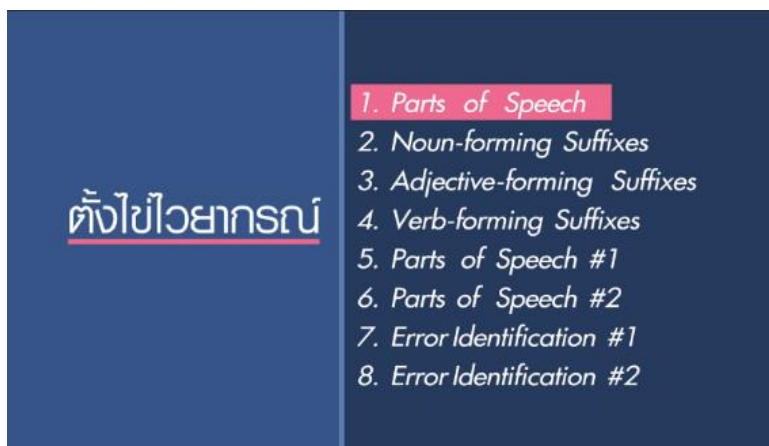 ตั้งไข่ไวยากรณ์
1. Parts of Speech
2. Noun-forming Suffixes
3. Adjective-forming Suffixes
4. Verb-forming Suffixes
5. Parts of Speech #1
6. Parts of Speech #2
7. Error Identification #1
8. Error Identification #2